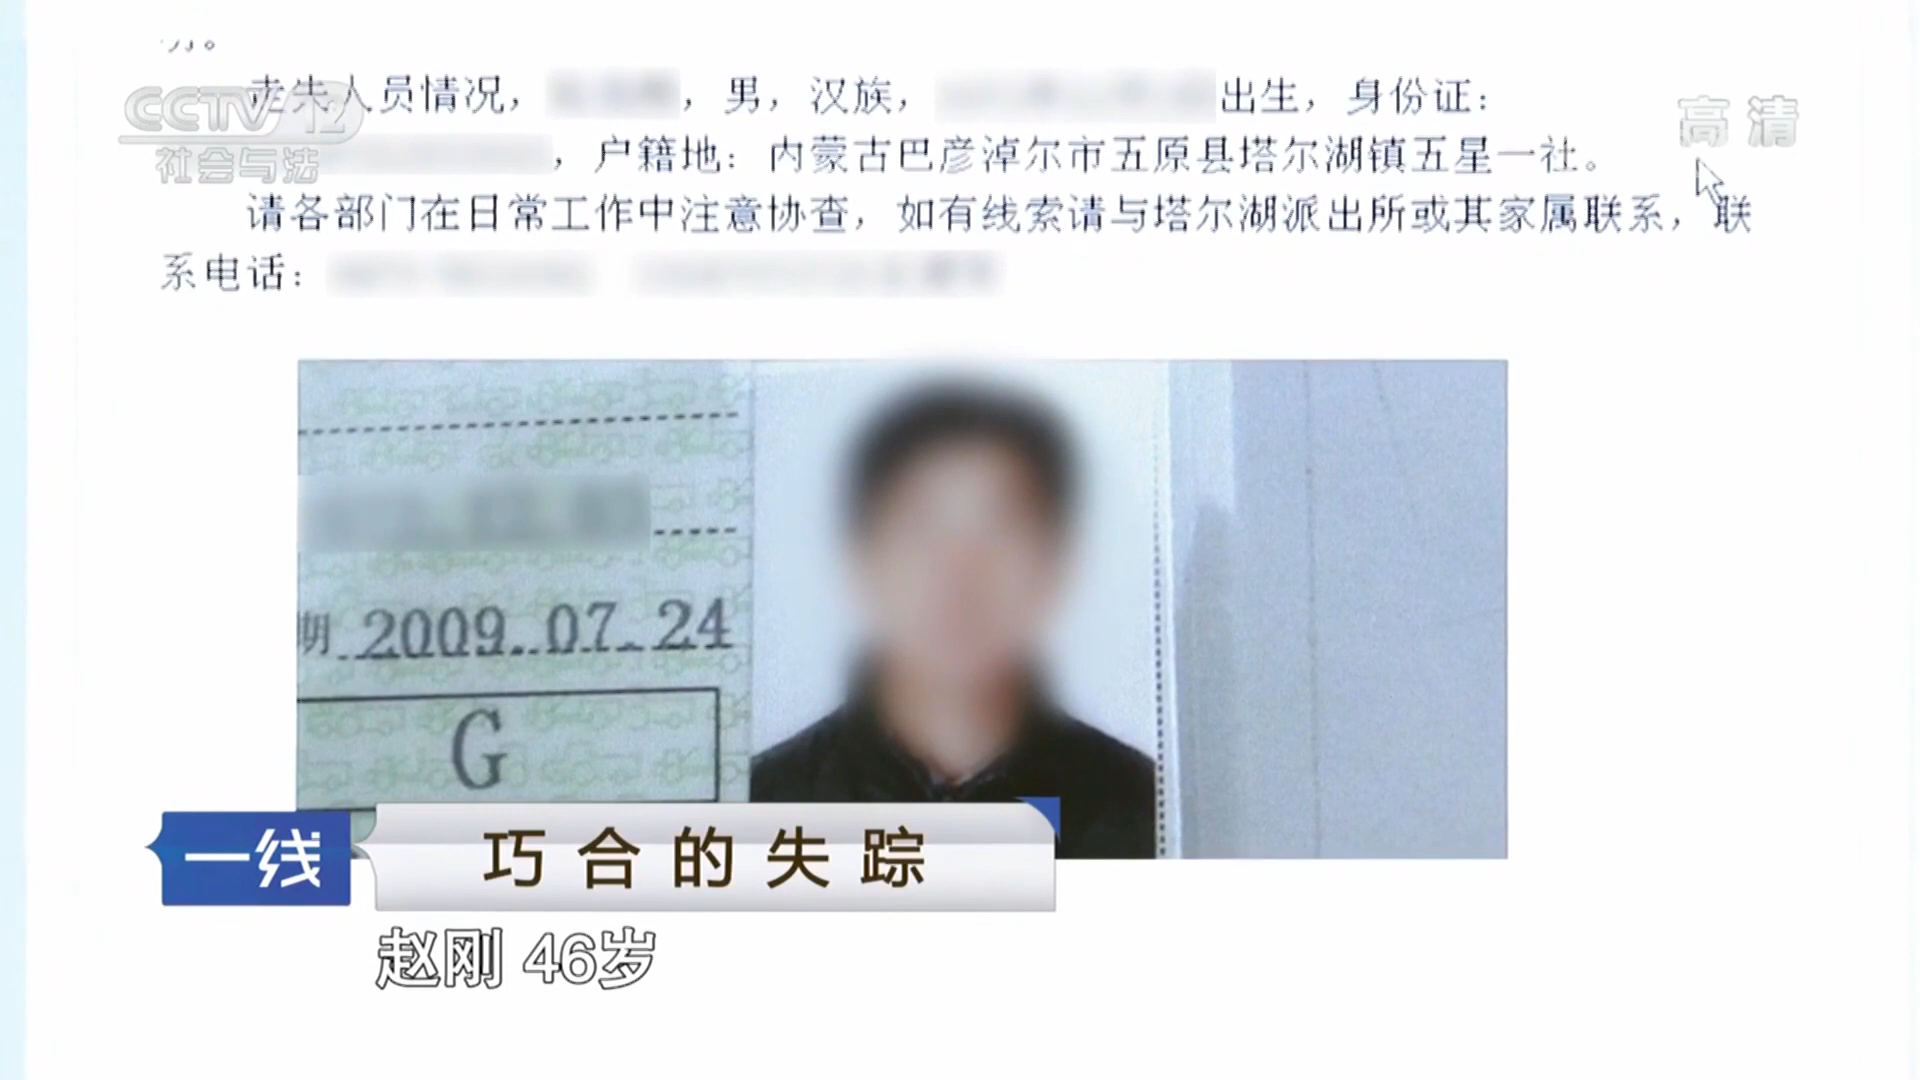 走失人员情况，，男，汉族，出生，身份证：
，户籍地：内蒙古巴彦淖尔市五原县塔尔湖镇五星一社。
请各部门在日常工作中注意协查，如有线索请与塔尔湖派出所或其家属联系，联
系电话：
CCTV 12
社会与法
高清
期 2009.07.24
G
一线
巧合的失踪
赵刚 46岁